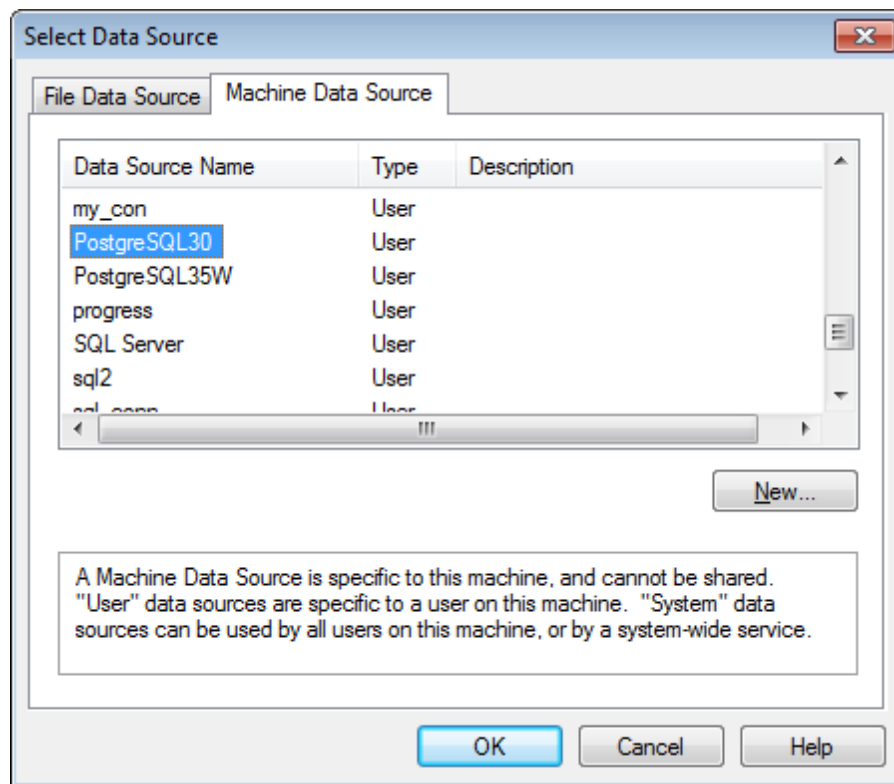 Select Data Source
File Data Source Machine Data Source
Data Source Name Type Description
my_con User
PostgreSQL30 User
PostgreSQL35W User
progress User
SQL Server User
sql2 User
sql_conn User
New...
A Machine Data Source is specific to this machine, and cannot be shared.
"User" data sources are specific to a user on this machine. "System" data
sources can be used by all users on this machine, or by a system-wide service.
OK Cancel Help